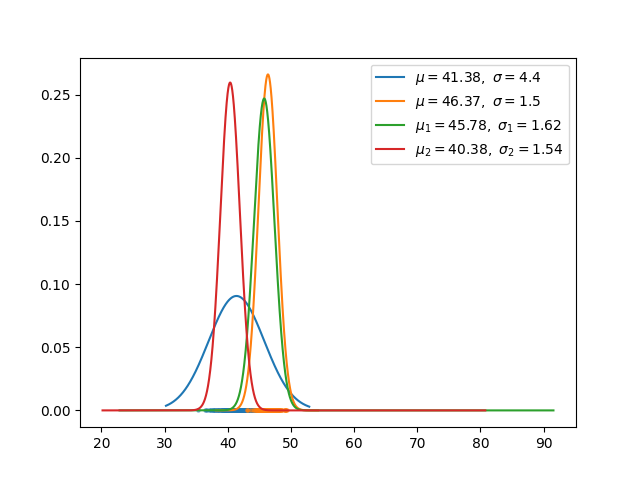 μ = 41.38, σ = 4.4
μ = 46.37, σ = 1.5
μ₁ = 45.78, σ₁ = 1.62
μ₂ = 40.38, σ₂ = 1.54
0.25
0.20
0.15
0.10
0.05
0.00
20 30 40 50 60 70 80 90